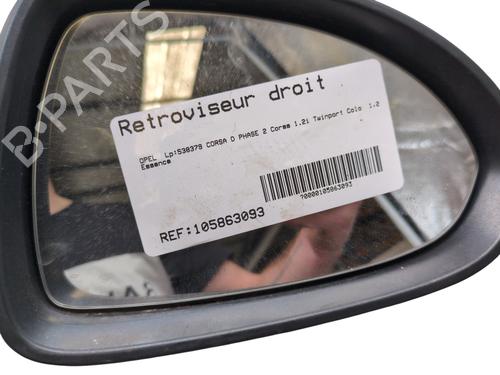 Retroviseur droit
OPEL Lp:538379 CORSA D PHASE 2 Corsa 1.2i Twinport Colo 1.2
Essence
70000105863093
REF:105863093
B-PARTS